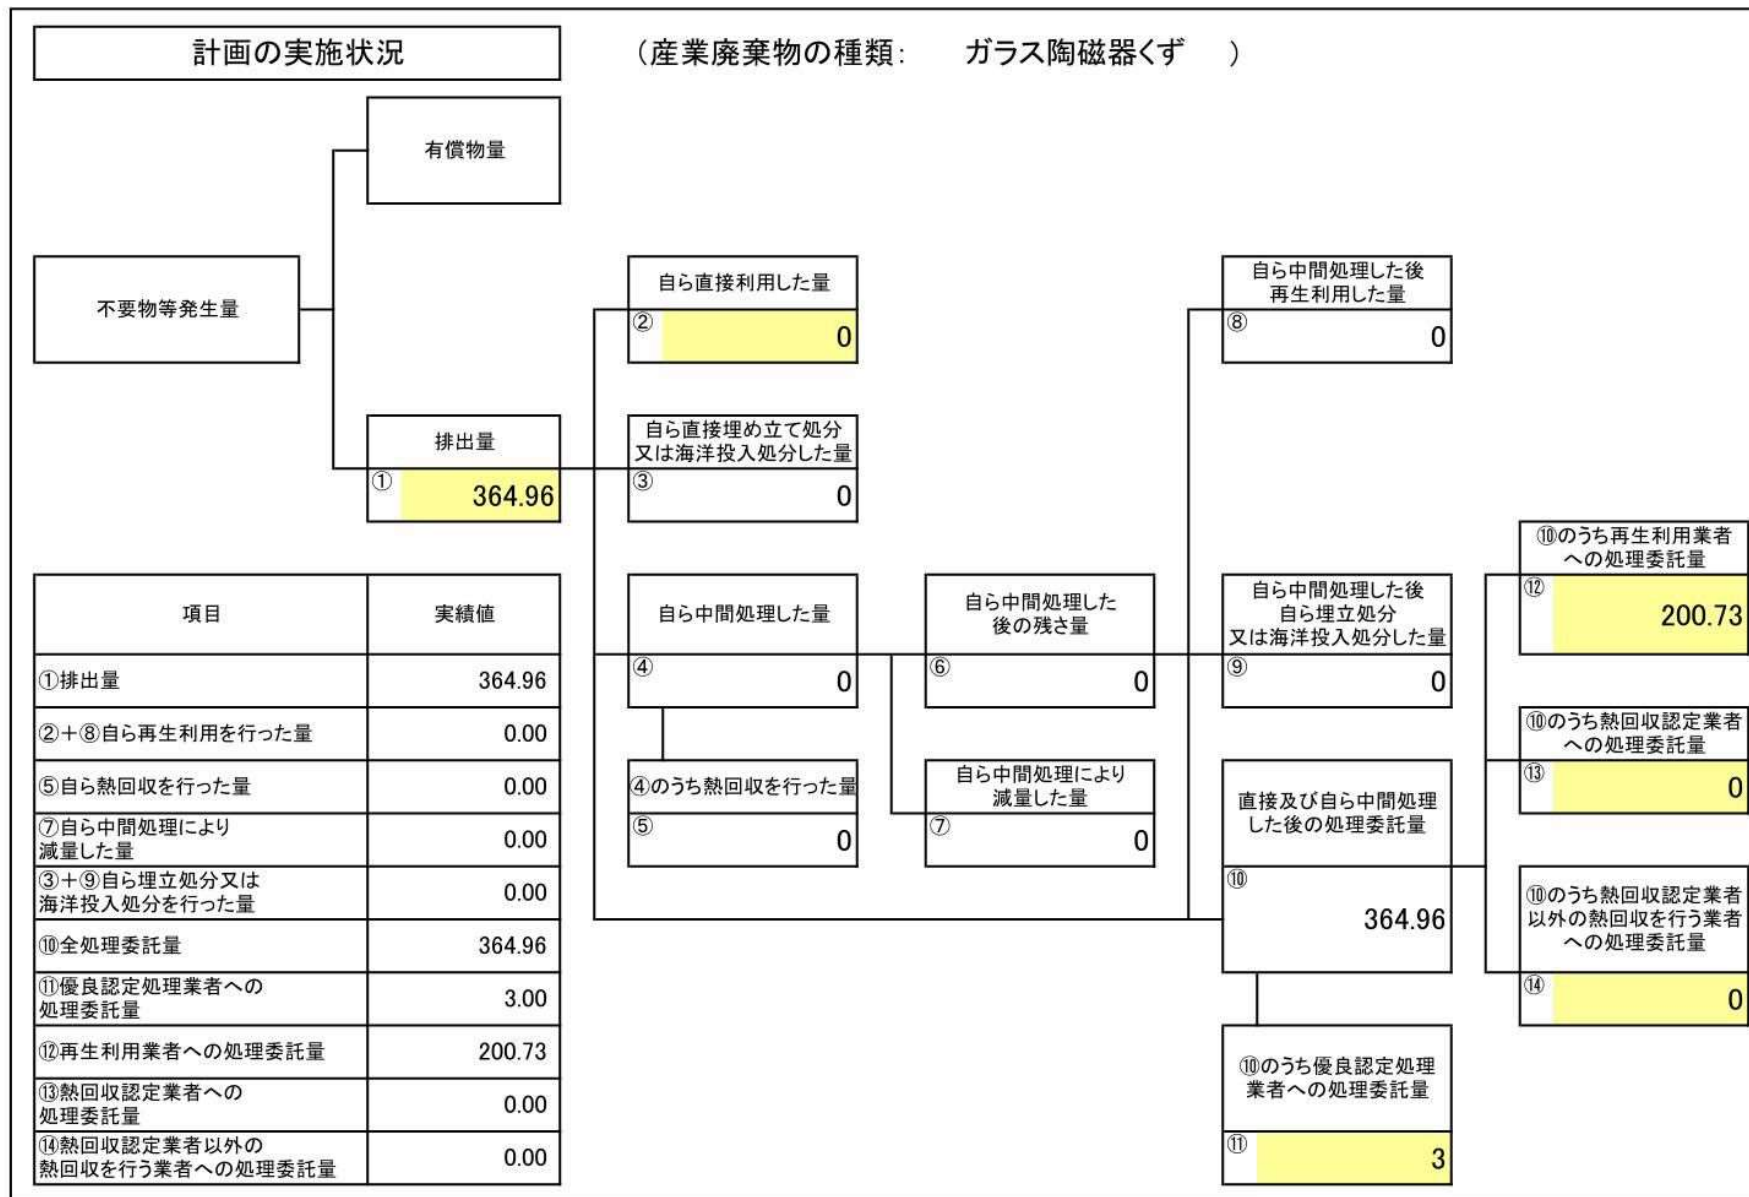 計画の実施状況
（産業廃棄物の種類：　ガラス陶磁器くず　）
有償物量
不要物等発生量
排出量
①
364.96
自ら直接利用した量
②
0
自ら直接埋め立て処分
又は海洋投入処分した量
③
0
自ら中間処理した量
④
0
④のうち熱回収を行った量
⑤
0
自ら中間処理した
後の残さ量
⑥
0
自ら中間処理により
減量した量
⑦
0
自ら中間処理した後
再生利用した量
⑧
0
自ら中間処理した後
自ら埋立処分
又は海洋投入処分した量
⑨
0
直接及び自ら中間処理
した後の処理委託量
⑩
364.96
⑩のうち優良認定処理
業者への処理委託量
⑪
3
⑩のうち再生利用業者
への処理委託量
⑫
200.73
⑩のうち熱回収認定業者
への処理委託量
⑬
0
⑩のうち熱回収認定業者
以外の熱回収を行う業者
への処理委託量
⑭
0
項目 実績値
①排出量 364.96
②＋⑧自ら再生利用を行った量 0.00
⑤自ら熱回収を行った量 0.00
⑦自ら中間処理により
減量した量 0.00
③＋⑨自ら埋立処分又は
海洋投入処分を行った量 0.00
⑩全処理委託量 364.96
⑪優良認定処理業者への
処理委託量 3.00
⑫再生利用業者への処理委託量 200.73
⑬熱回収認定業者への
処理委託量 0.00
⑭熱回収認定業者以外の
熱回収を行う業者への処理委託量 0.00